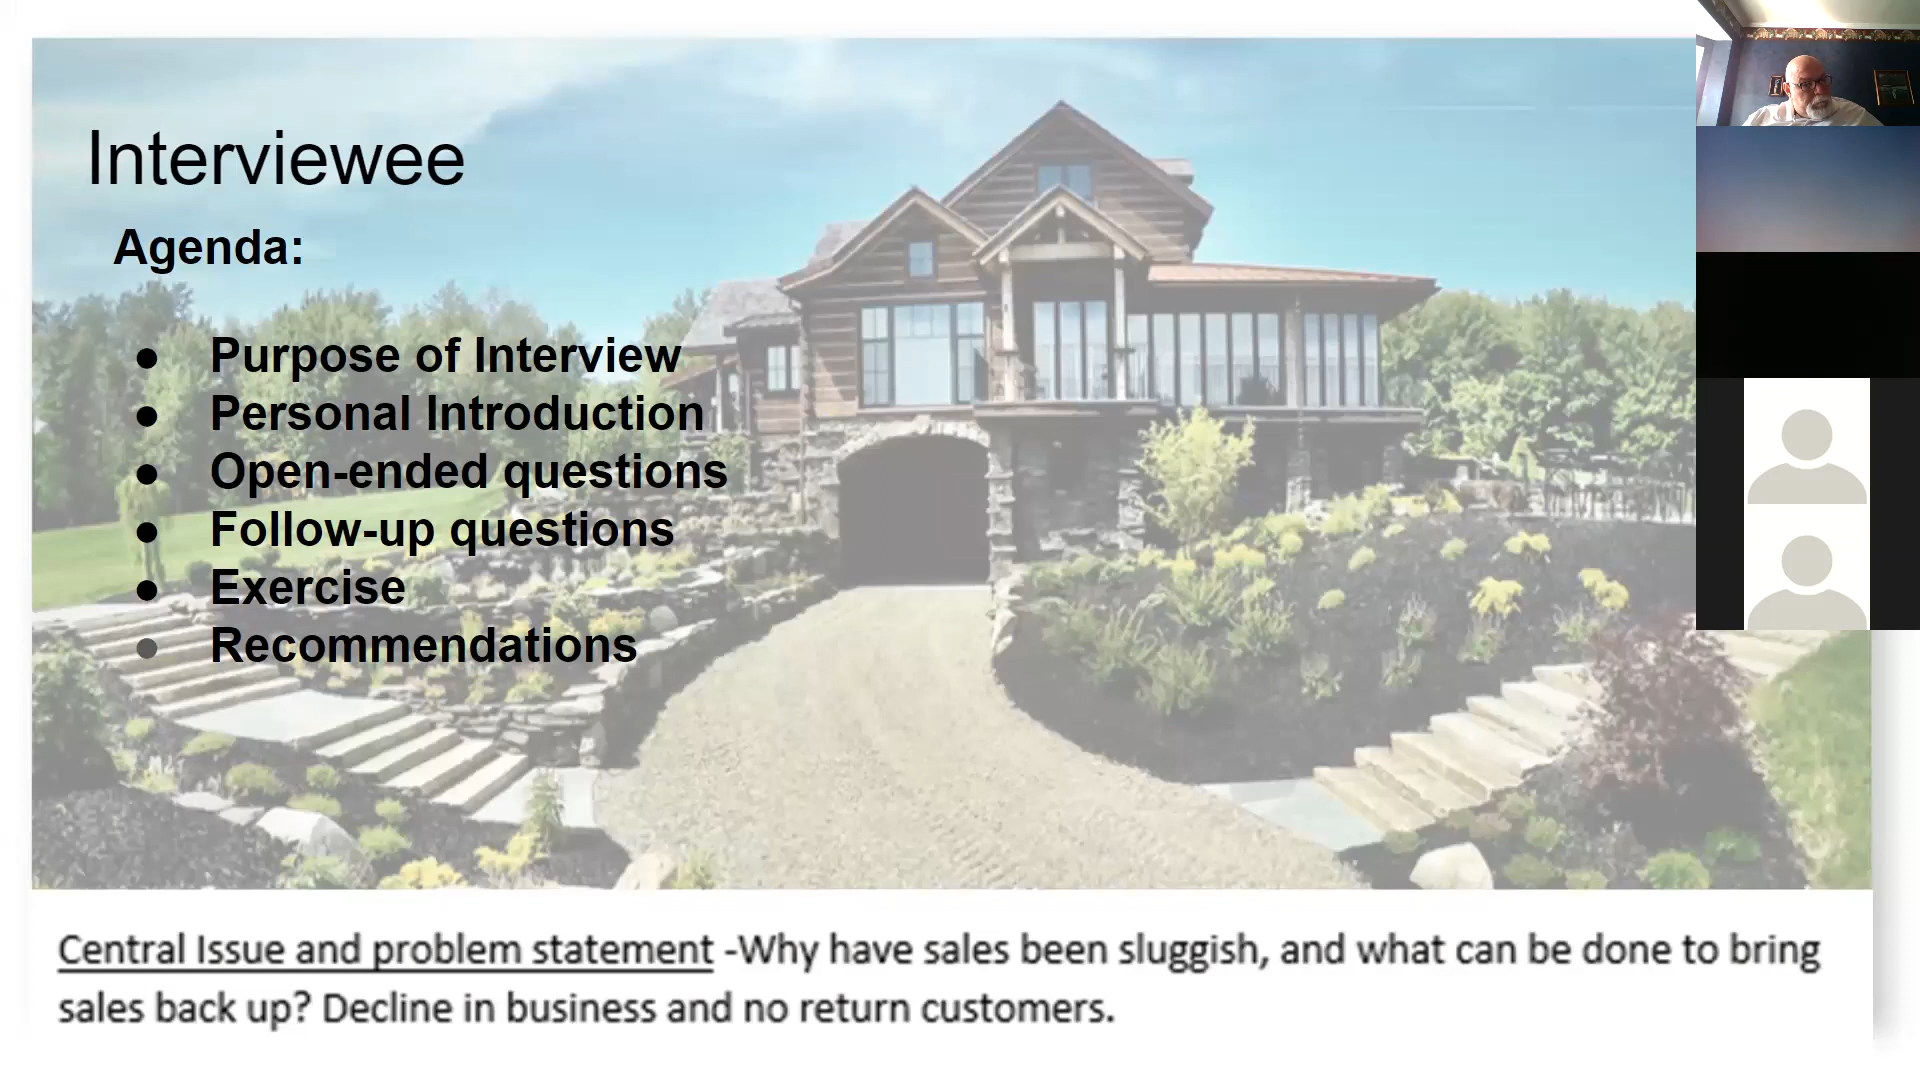 Interviewee
Agenda:
● Purpose of Interview
● Personal Introduction
● Open-ended questions
● Follow-up questions
● Exercise
● Recommendations
Central Issue and problem statement -Why have sales been sluggish, and what can be done to bring
sales back up? Decline in business and no return customers.